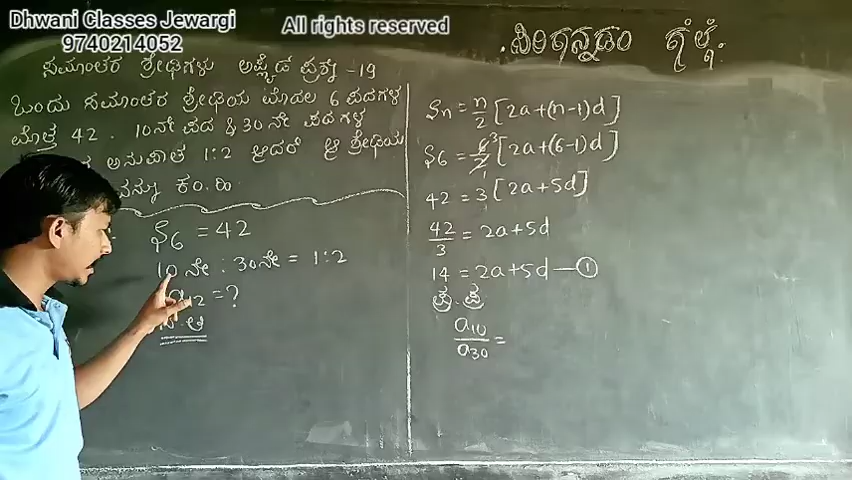 Dhwani Classes Jewargi
9740214052
All rights reserved
ಸಿರಿಗನ್ನಡಂ ಗೆಲ್ಗೆ.
ಸಮಾಂತರ ಶ್ರೇಢಿಗಳು ಅಪ್ಲೈಡ್ ಪ್ರಶ್ನೆ -19
ಒಂದು ಸಮಾಂತರ ಶ್ರೇಢಿಯ ಮೊದಲ 6 ಪದಗಳ
ಮೊತ್ತ 42. 10ನೇ ಪದ & 30ನೇ ಪದಗಳ
ಅನುಪಾತ 1:2 ಆದರೆ ಆ ಶ್ರೇಢಿಯ
ಕಂ.ಹಿ.
S6 = 42
10ನೇ : 30ನೇ = 1:2
a12 = ?
Sn = n/2 [2a+(n-1)d]
S6 = 6/2 [2a+(6-1)d]
42 = 3 [2a+5d]
42/3 = 2a+5d
14 = 2a+5d — ①
ಪ್ರ.ಪ್ರ.
a10/a30 =